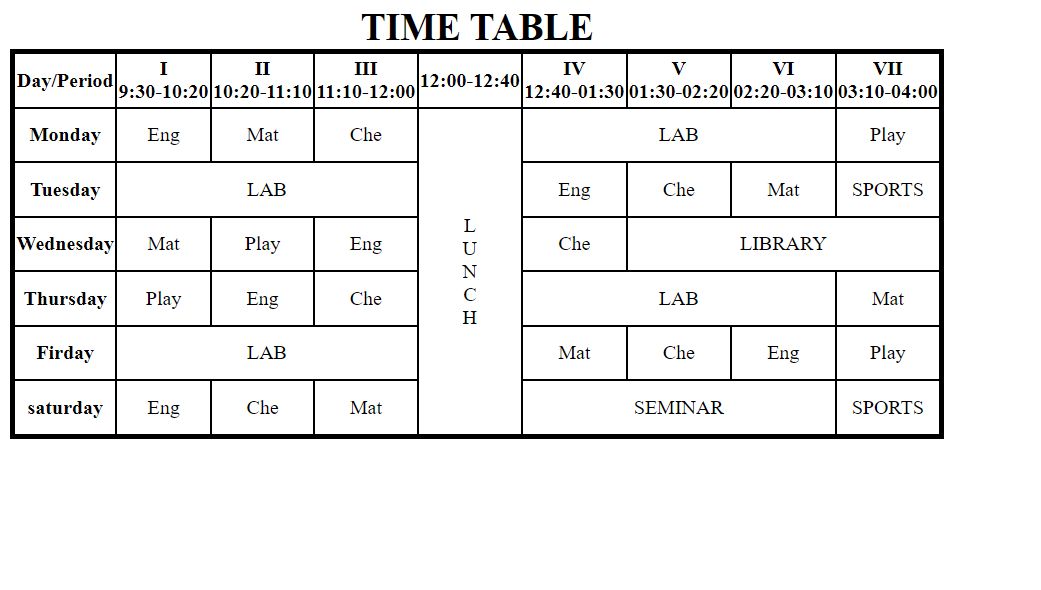 TIME TABLE
Day/Period I 9:30-10:20 II 10:20-11:10 III 11:10-12:00 12:00-12:40 IV 12:40-01:30 V 01:30-02:20 VI 02:20-03:10 VII 03:10-04:00
Monday Eng Mat Che LAB Play
Tuesday LAB Eng Che Mat SPORTS
Wednesday Mat Play Eng Che LIBRARY
Thursday Play Eng Che LAB Mat
Firday LAB Mat Che Eng Play
saturday Eng Che Mat SEMINAR SPORTS
L
U
N
C
H